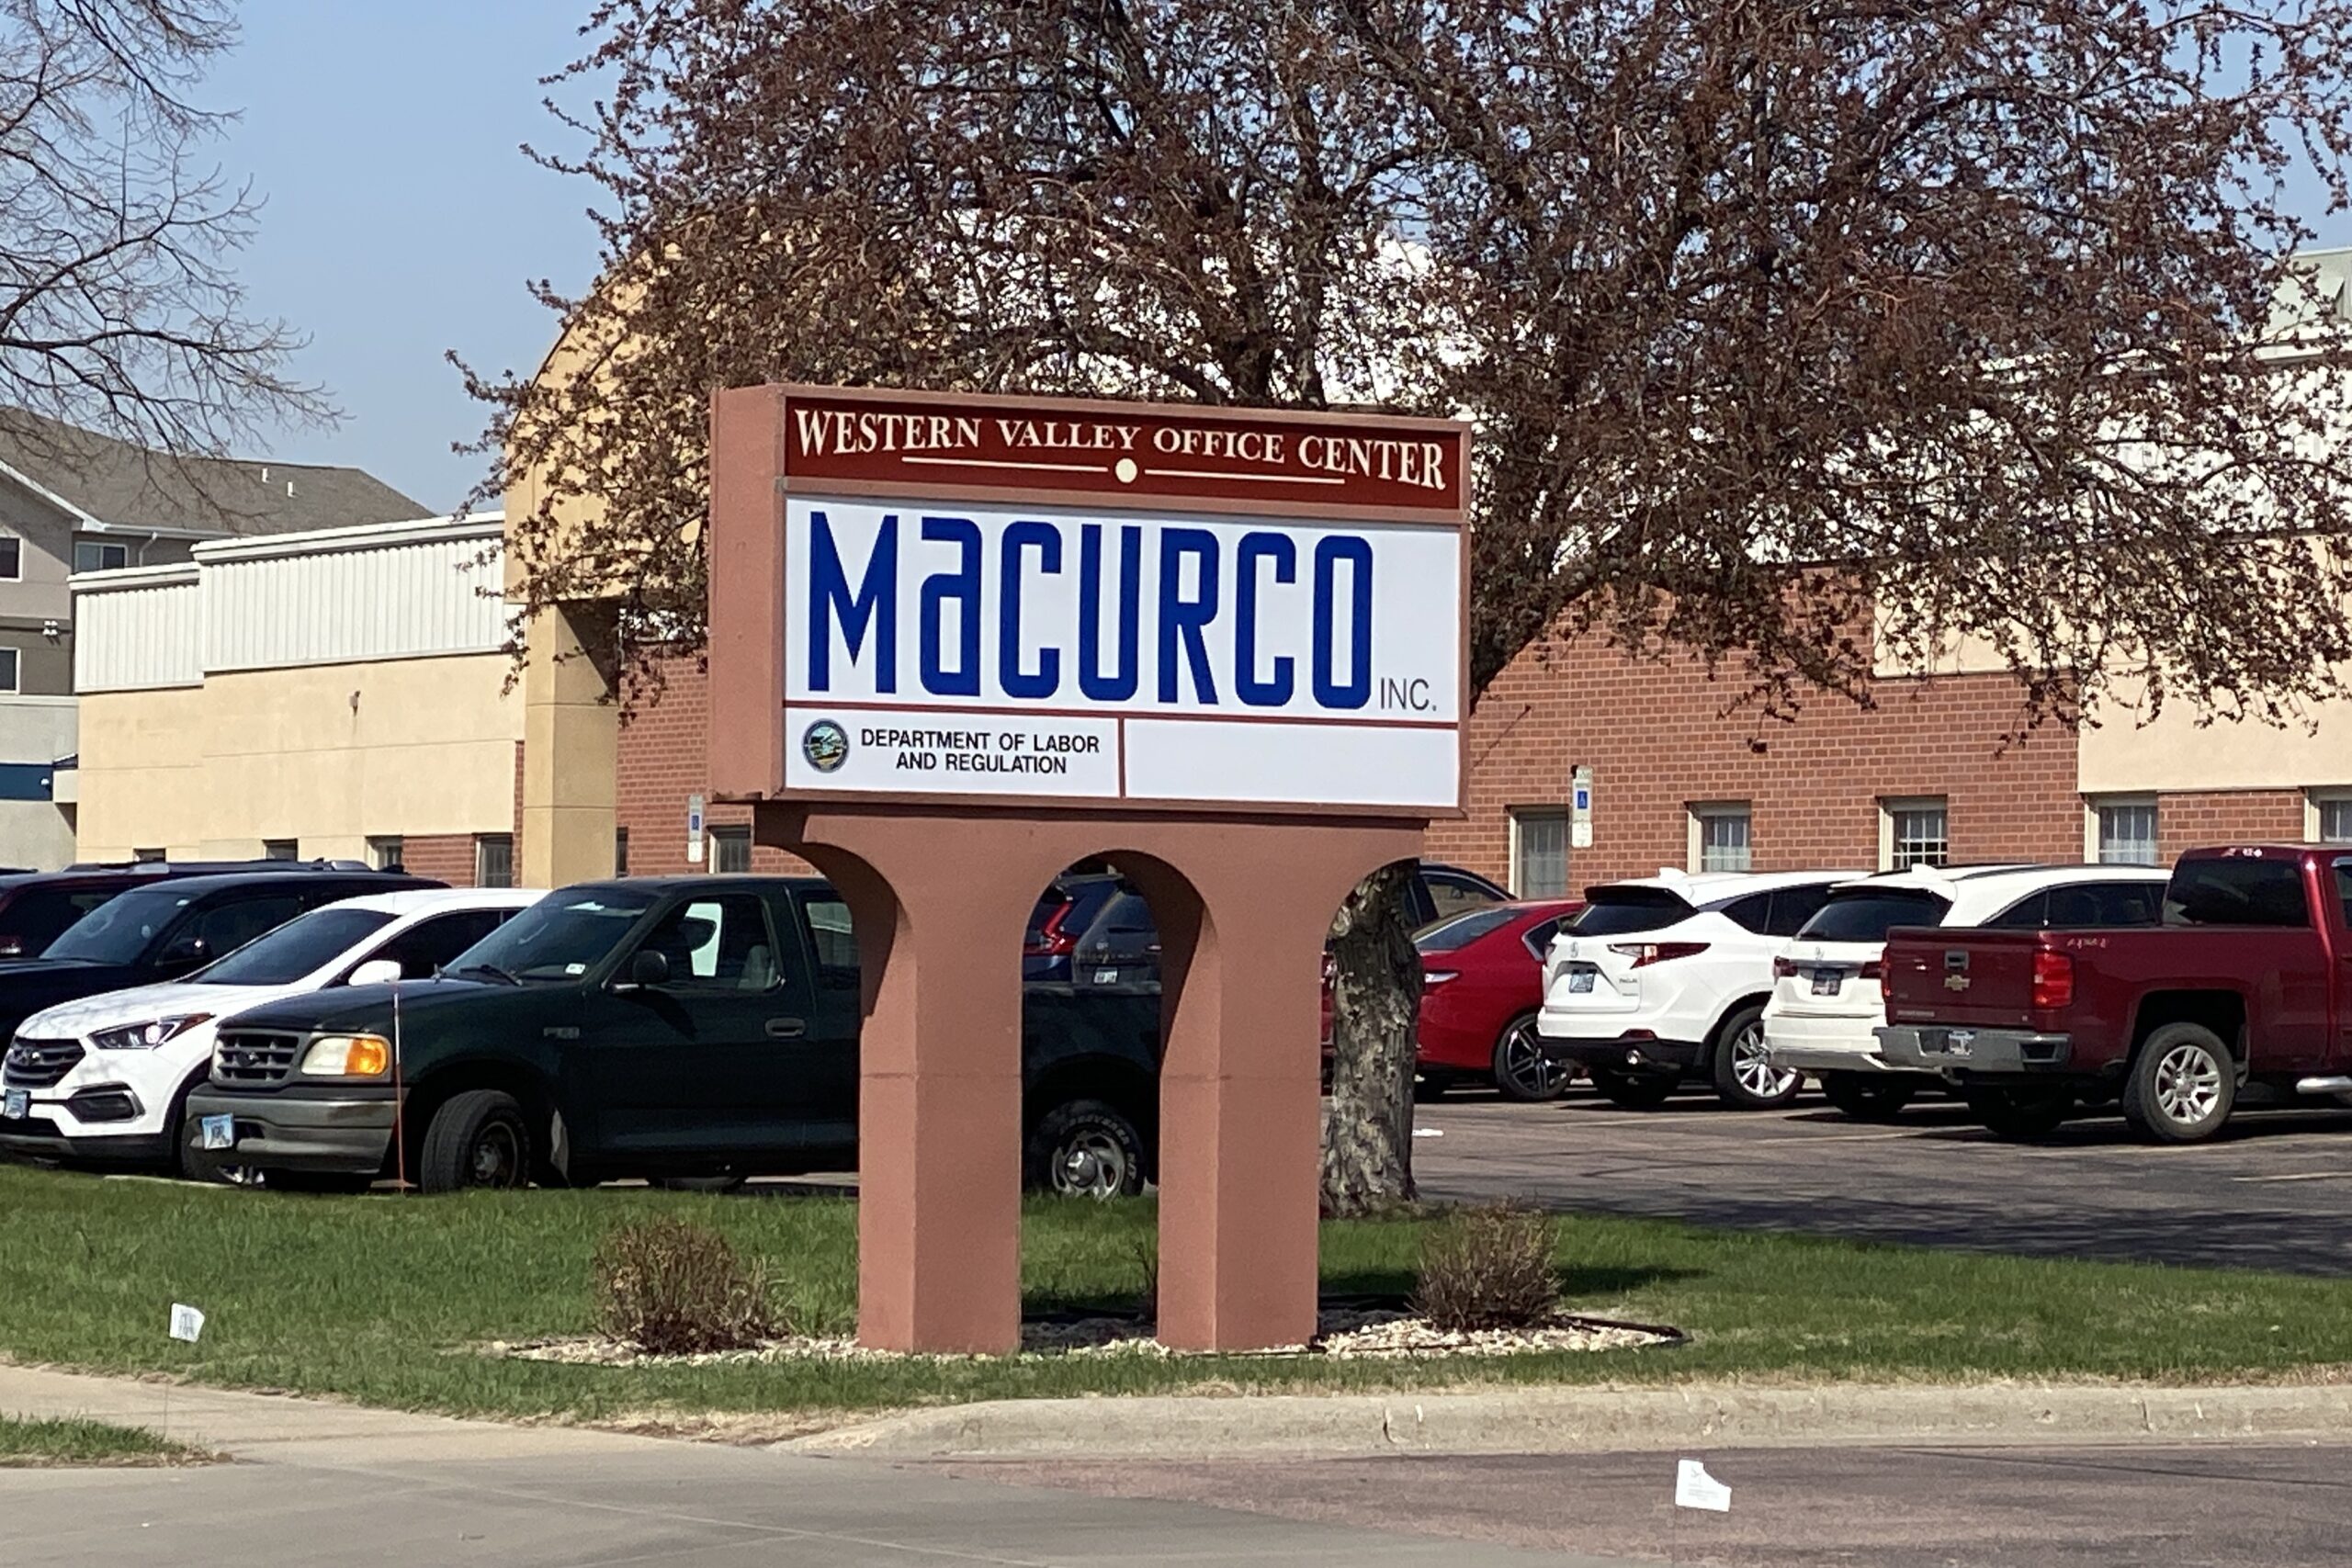 WESTERN VALLEY OFFICE CENTER
MaCURCO INC.
DEPARTMENT OF LABOR
AND REGULATION